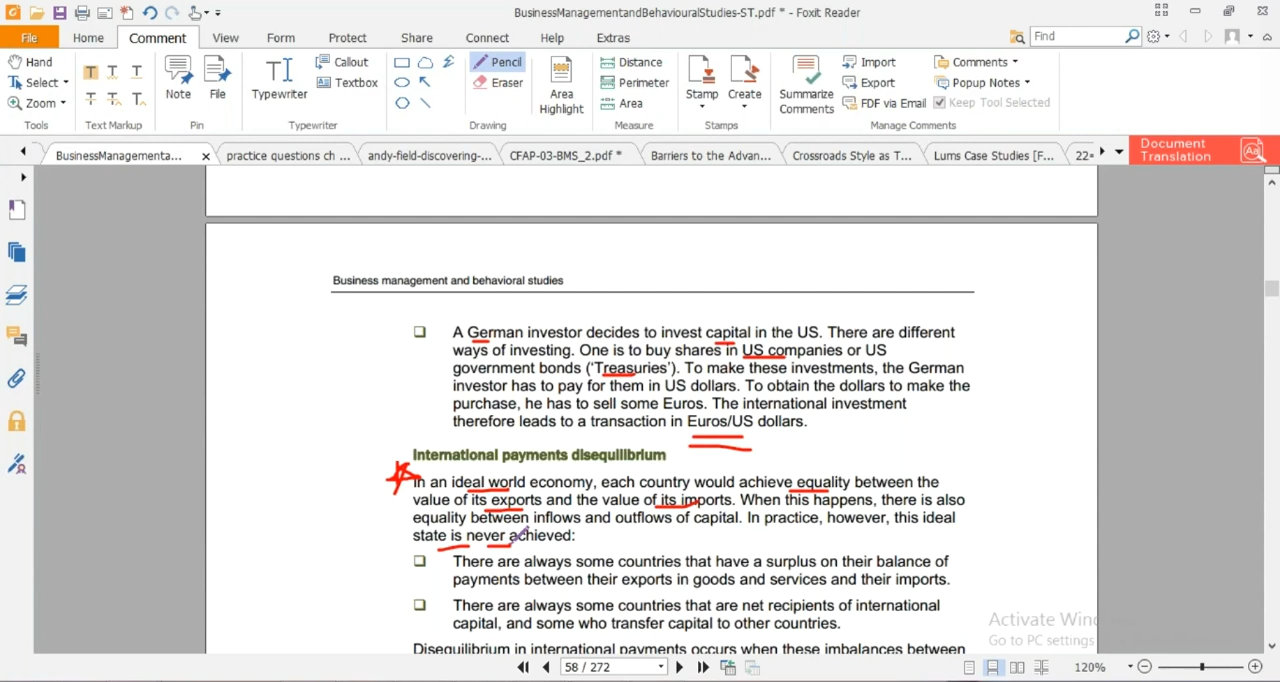 BusinessManagementandBehaviouralStudies-ST.pdf * - Foxit Reader
File Home Comment View Form Protect Share Connect Help Extras Find
Hand Callout Pencil Distance Import Comments
Select Textbox Eraser Perimeter Export Popup Notes
Zoom Note File Typewriter Area Highlight Area Stamp Create Summarize Comments FDF via Email Keep Tool Selected
Tools Text Markup Pin Typewriter Drawing Measure Stamps Manage Comments
BusinessManagementa... practice questions ch ... andy-field-discovering-... CFAP-03-BMS_2.pdf * Barriers to the Advan... Crossroads Style as T... Lums Case Studies [F... 22= Document Translation
Business management and behavioral studies
A German investor decides to invest capital in the US. There are different
ways of investing. One is to buy shares in US companies or US
government bonds (‘Treasuries’). To make these investments, the German
investor has to pay for them in US dollars. To obtain the dollars to make the
purchase, he has to sell some Euros. The international investment
therefore leads to a transaction in Euros/US dollars.
International payments disequilibrium
In an ideal world economy, each country would achieve equality between the
value of its exports and the value of its imports. When this happens, there is also
equality between inflows and outflows of capital. In practice, however, this ideal
state is never achieved:
There are always some countries that have a surplus on their balance of
payments between their exports in goods and services and their imports.
There are always some countries that are net recipients of international
capital, and some who transfer capital to other countries.
Disequilibrium in international payments occurs when these imbalances between
Activate Win
Go to PC settings
58 / 272 120%